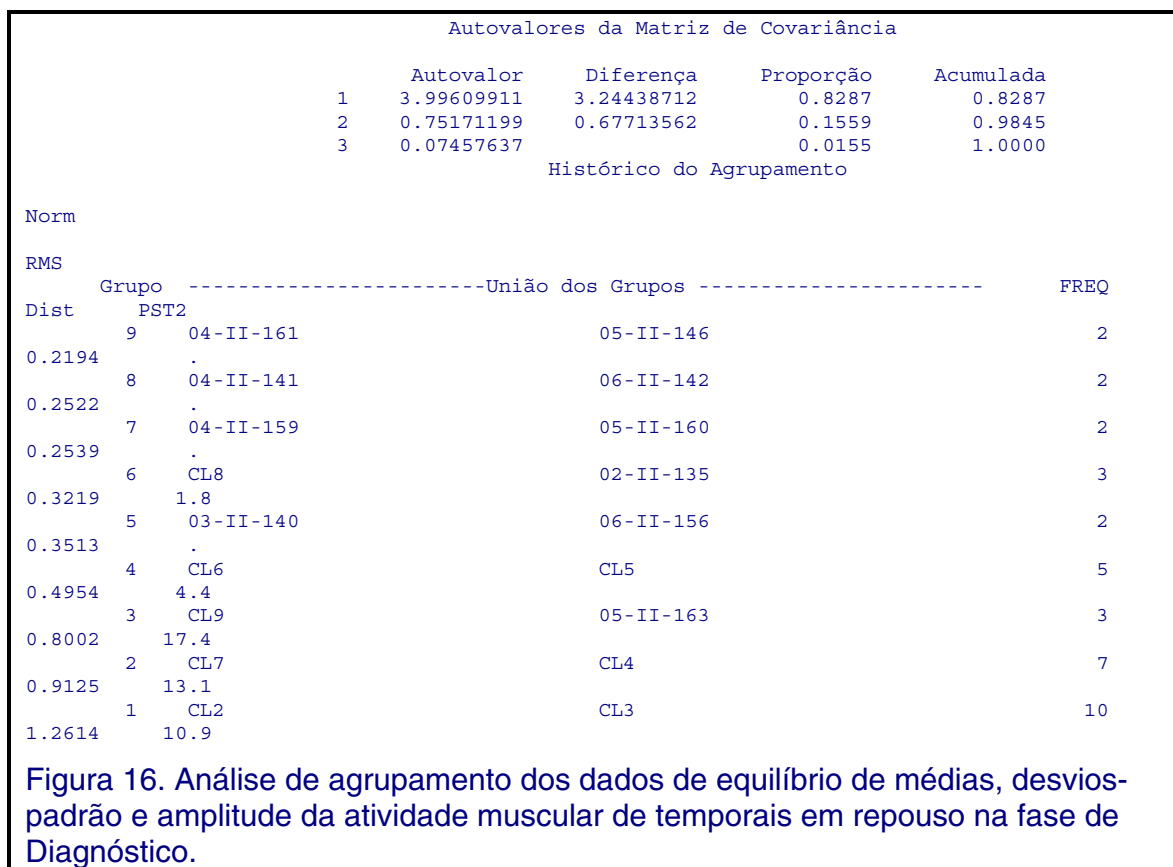 Autovalores da Matriz de Covariância
Autovalor Diferença Proporção Acumulada
1 3.99609911 3.24438712 0.8287 0.8287
2 0.75171199 0.67713562 0.1559 0.9845
3 0.07457637 0.0155 1.0000
Histórico do Agrupamento
Norm
RMS
Grupo ------------------------União dos Grupos ----------------------- FREQ
Dist PST2
9 04-II-161 05-II-146 2
0.2194 .
8 04-II-141 06-II-142 2
0.2522 .
7 04-II-159 05-II-160 2
0.2539 .
6 CL8 02-II-135 3
0.3219 1.8
5 03-II-140 06-II-156 2
0.3513 .
4 CL6 CL5 5
0.4954 4.4
3 CL9 05-II-163 3
0.8002 17.4
2 CL7 CL4 7
0.9125 13.1
1 CL2 CL3 10
1.2614 10.9
Figura 16. Análise de agrupamento dos dados de equilíbrio de médias, desvios-
padrão e amplitude da atividade muscular de temporais em repouso na fase de
Diagnóstico.